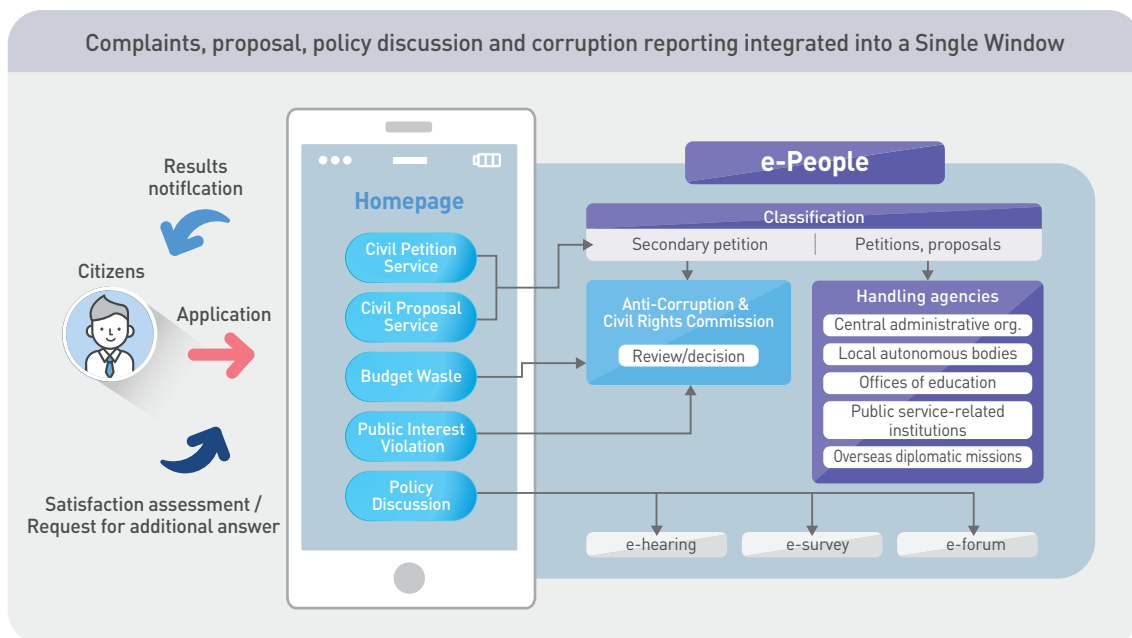 Complaints, proposal, policy discussion and corruption reporting integrated into a Single Window
Results
notiflcation
Citizens
Application
Satisfaction assessment /
Request for additional answer
Homepage
Civil Petition
Service
Civil Proposal
Service
Budget Waste
Public Interest
Violation
Policy
Discussion
e-People
Classification
Secondary petition
Petitions, proposals
Anti-Corruption &
Civil Rights Commission
Review/decision
Handling agencies
Central administrative org.
Local autonomous bodies
Offices of education
Public service-related
institutions
Overseas diplomatic missions
e-hearing
e-survey
e-forum